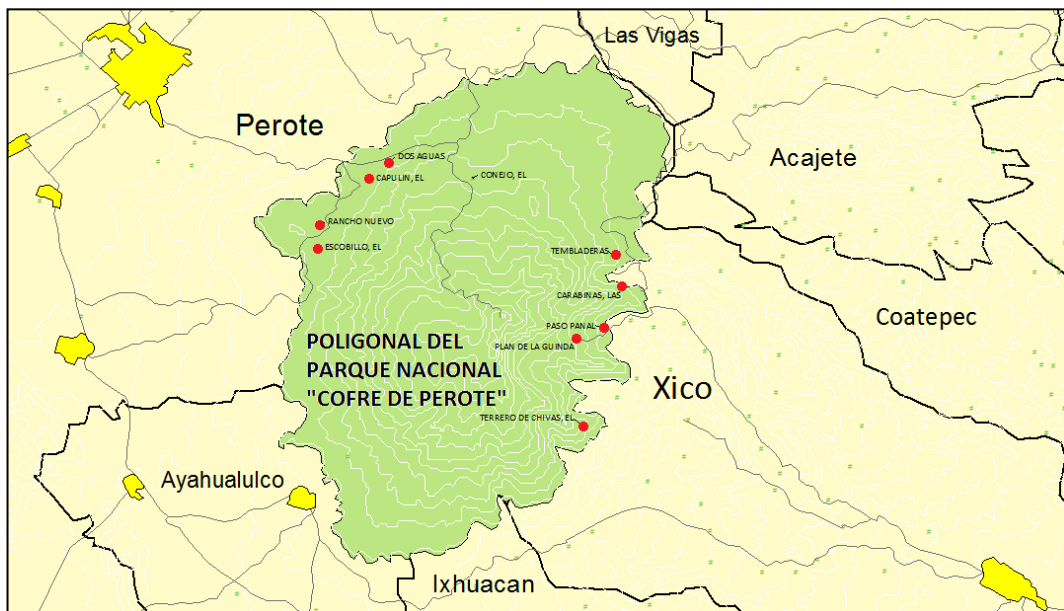 Las Vigas
Perote
Acajete
DOS AGUAS
CAPULIN, EL
CONEJO, EL
RANCHO NUEVO
ESCOBILLO, EL
TEMBLADERAS
CARABINAS, LAS
Coatepec
PASO PANAL
PLAN DE LA GUINDA
POLIGONAL DEL
PARQUE NACIONAL
"COFRE DE PEROTE"
Xico
TERRERO DE CHIVAS, EL
Ayahualulco
Ixhuacan